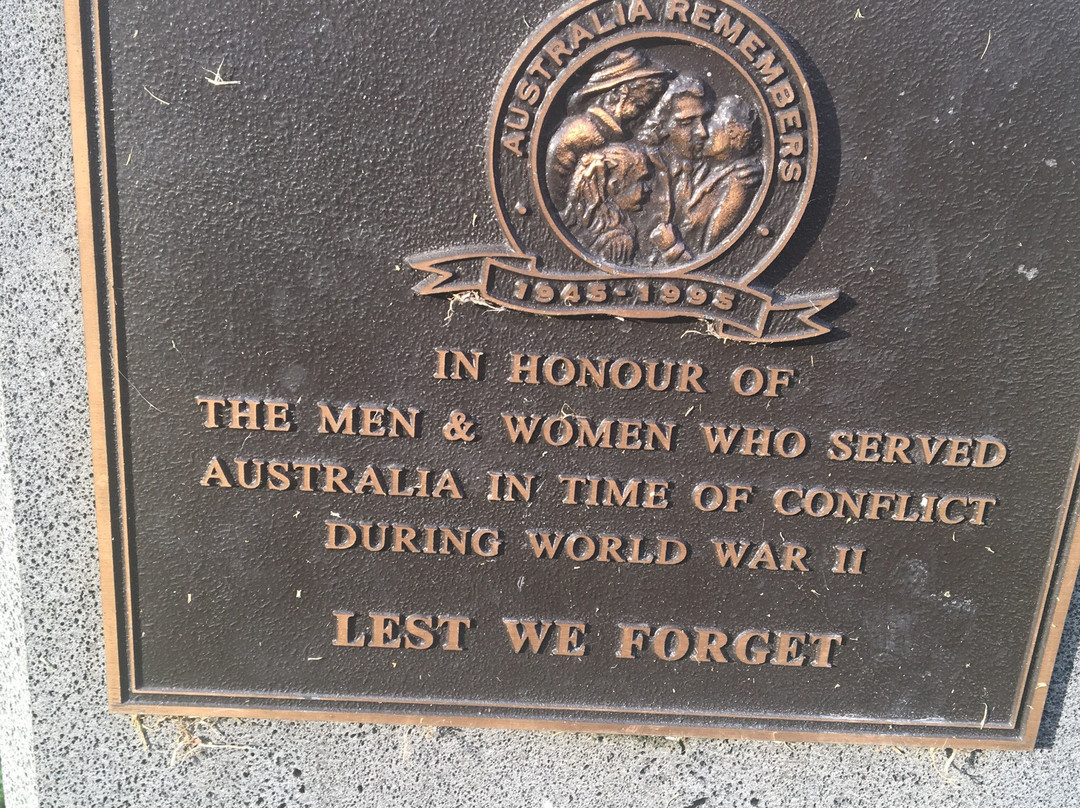 AUSTRALIA REMEMBERS
1945-1995
IN HONOUR OF
THE MEN & WOMEN WHO SERVED
AUSTRALIA IN TIME OF CONFLICT
DURING WORLD WAR II
LEST WE FORGET